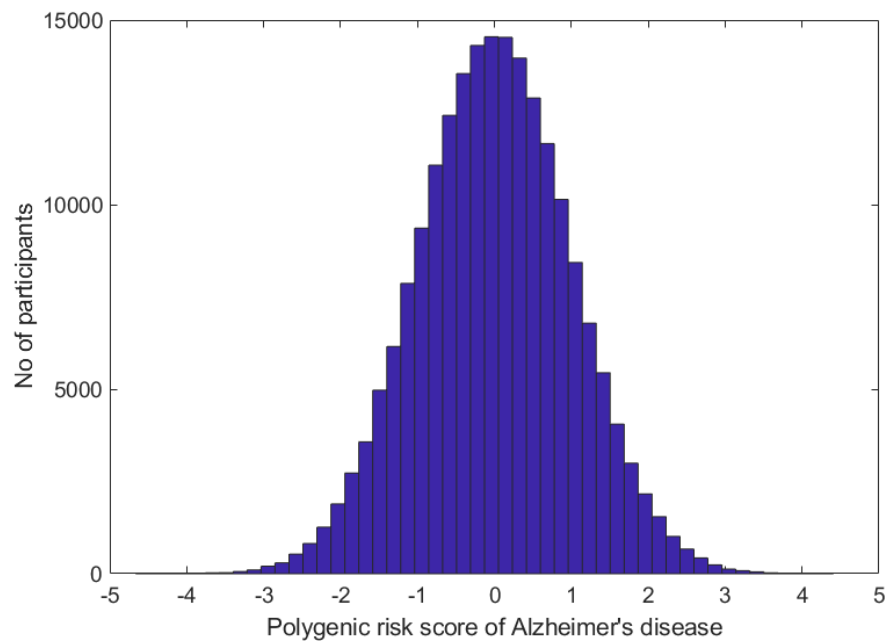 15000
10000
5000
0
No of participants
-5 -4 -3 -2 -1 0 1 2 3 4 5
Polygenic risk score of Alzheimer's disease